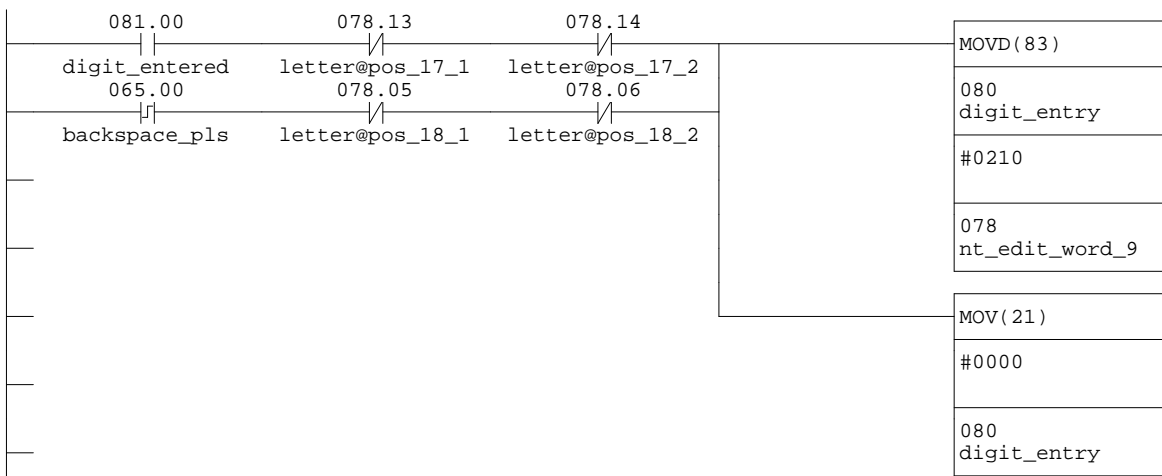 081.00 078.13 078.14
digit_entered letter@pos_17_1 letter@pos_17_2
065.00 078.05 078.06
backspace_pls letter@pos_18_1 letter@pos_18_2
MOVD(83)
080
digit_entry
#0210
078
nt_edit_word_9
MOV(21)
#0000
080
digit_entry